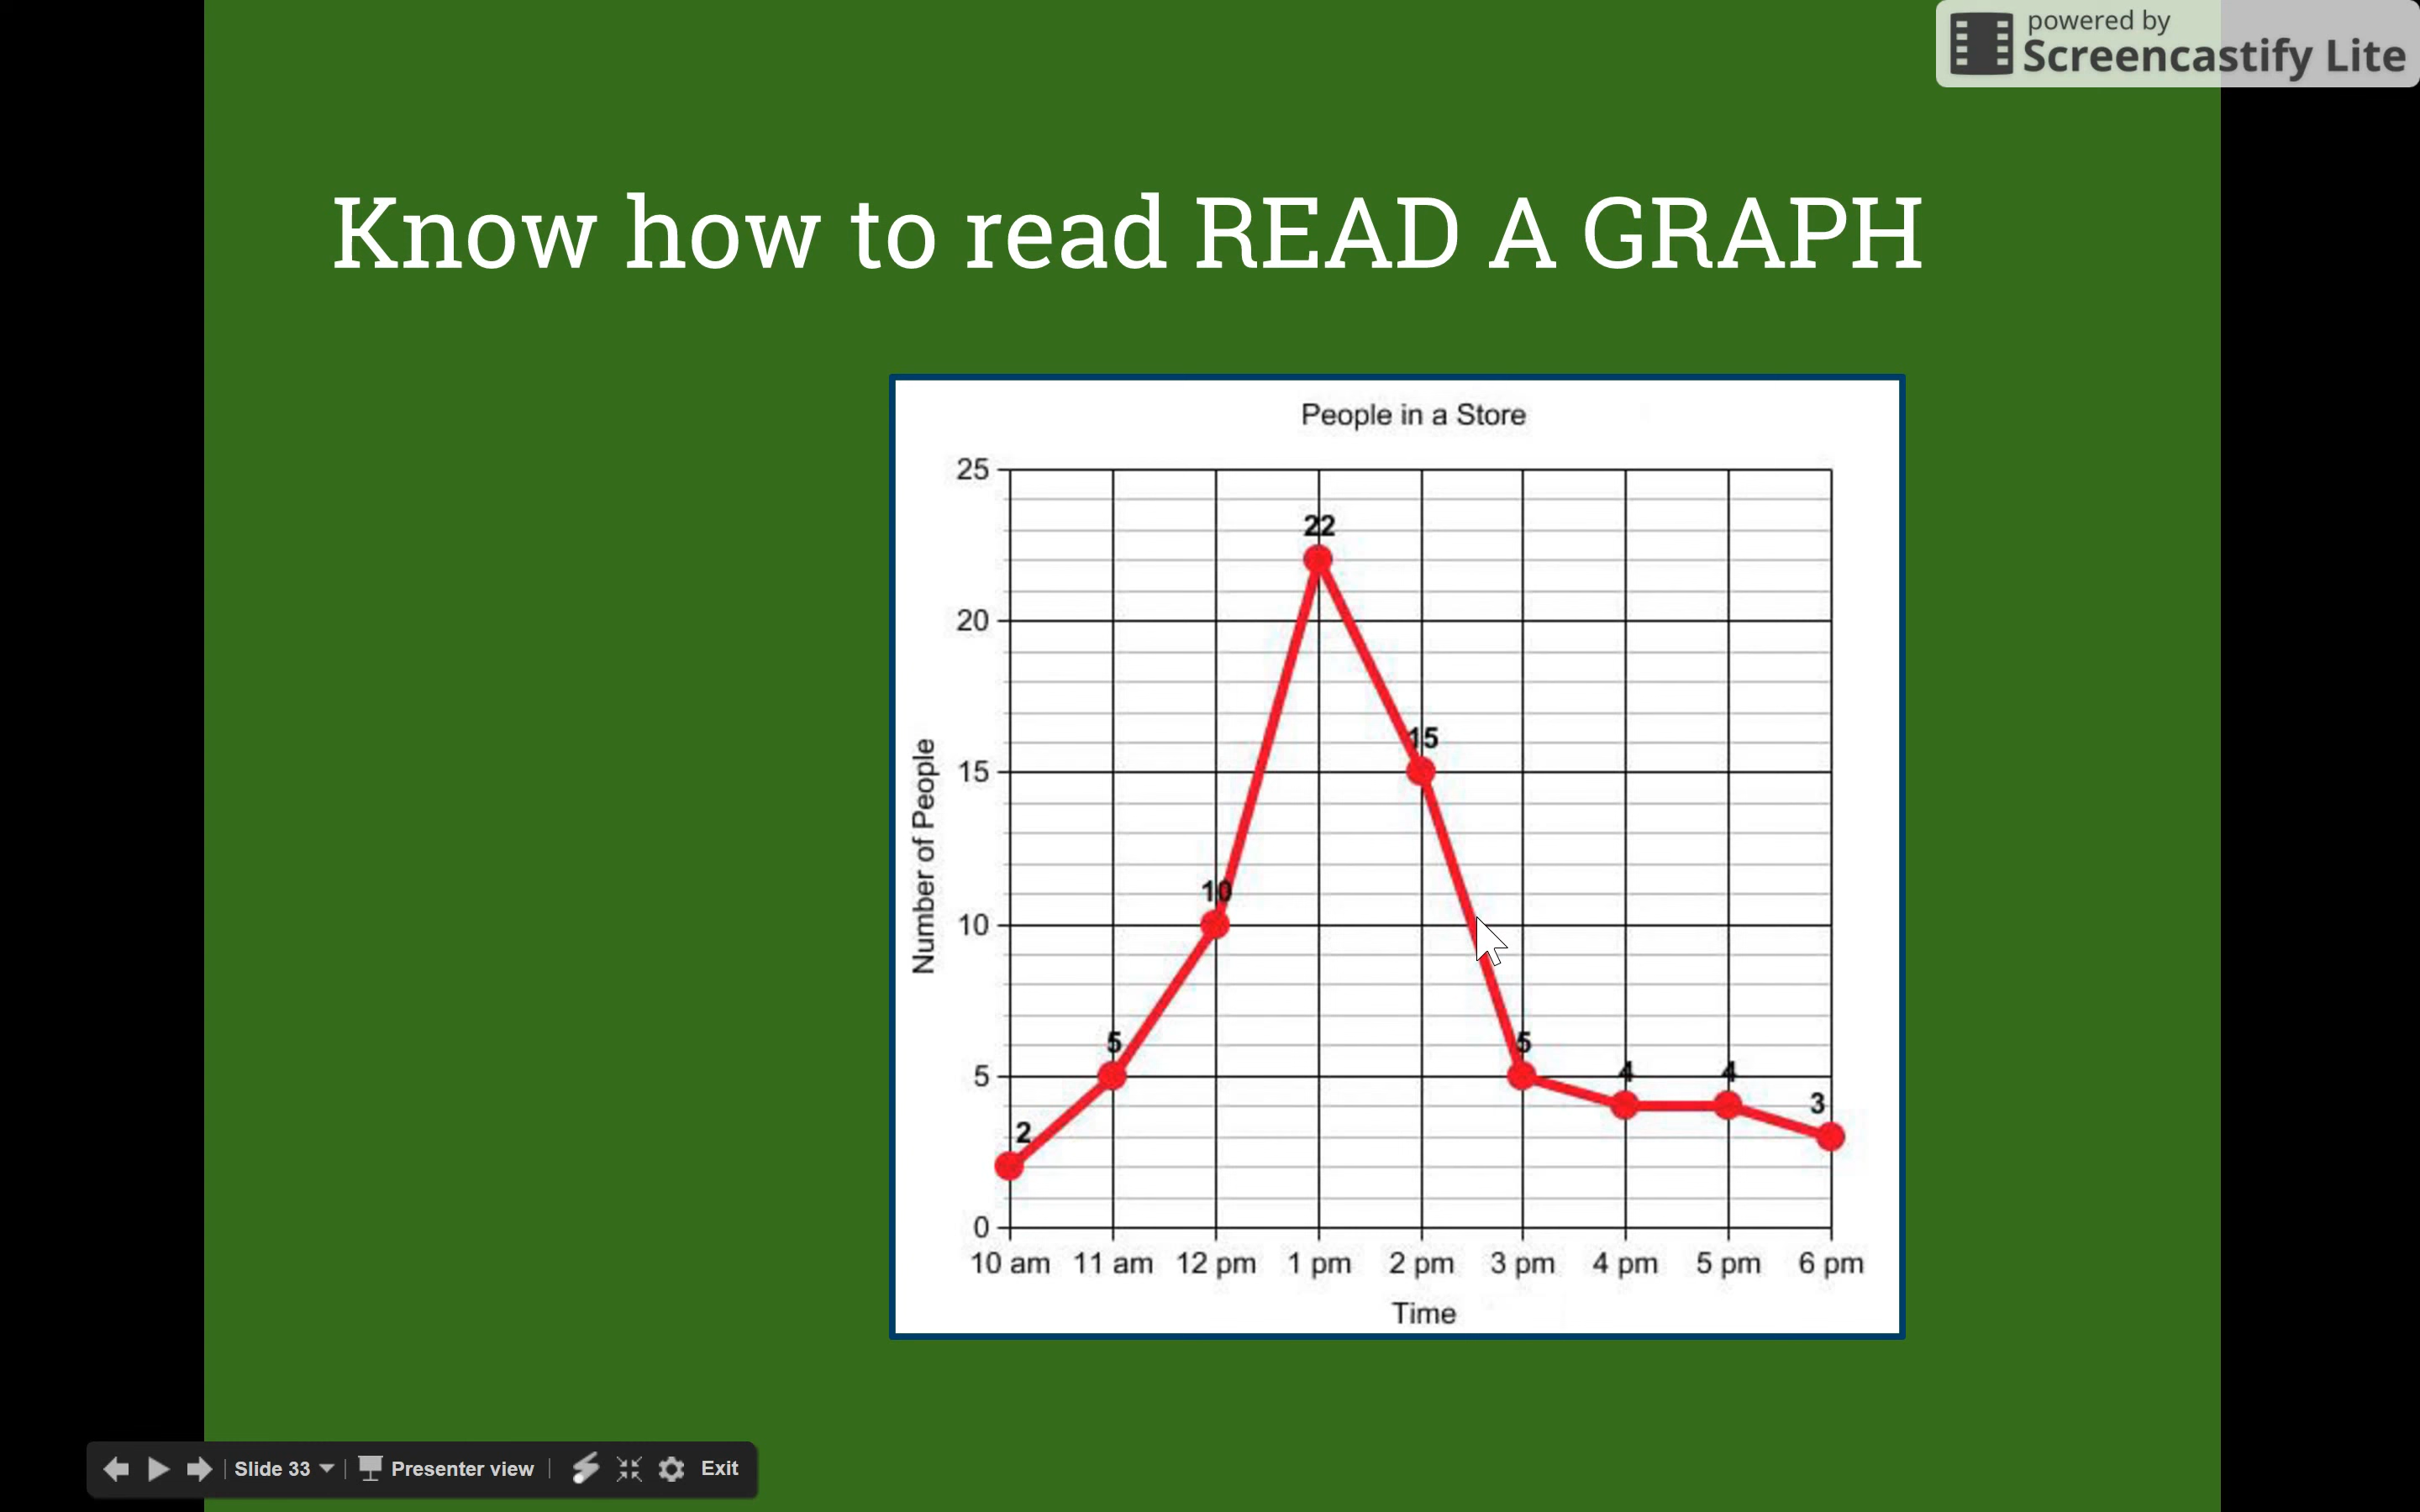 powered by
Screencastify Lite
Know how to read READ A GRAPH
People in a Store
25
22
20
15
15
Number of People
10
10
5
5
5
4
4
3
2
0
10 am 11 am 12 pm 1 pm 2 pm 3 pm 4 pm 5 pm 6 pm
Time
Slide 33 Presenter view Exit